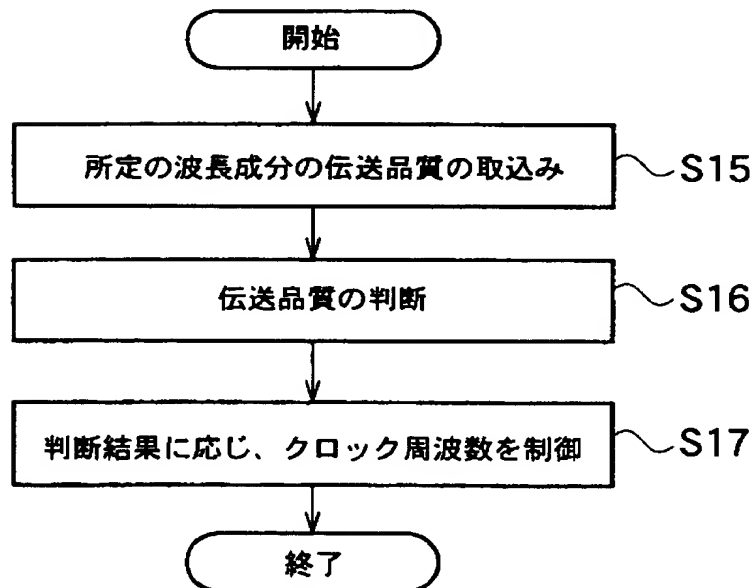 開始
所定の波長成分の伝送品質の取込み
S15
伝送品質の判断
S16
判断結果に応じ、クロック周波数を制御
S17
終了